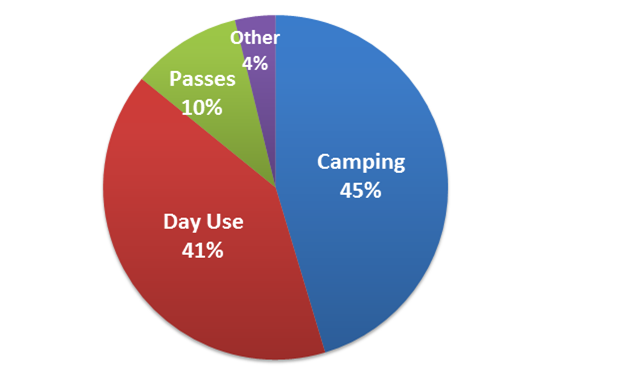 Other
4%
Passes
10%
Camping
45%
Day Use
41%